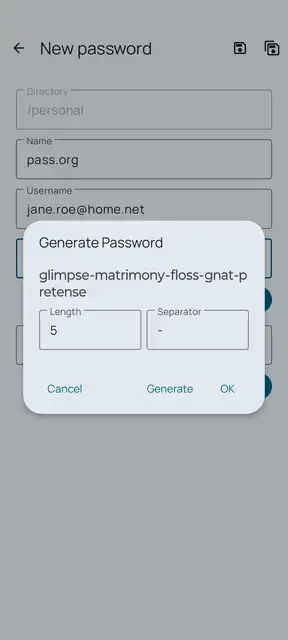 New password
Directory
/personal
Name
pass.org
Username
jane.roe@home.net
Generate Password
glimpse-matrimony-floss-gnat-p
retense
Length
5
Separator
-
Cancel
Generate
OK